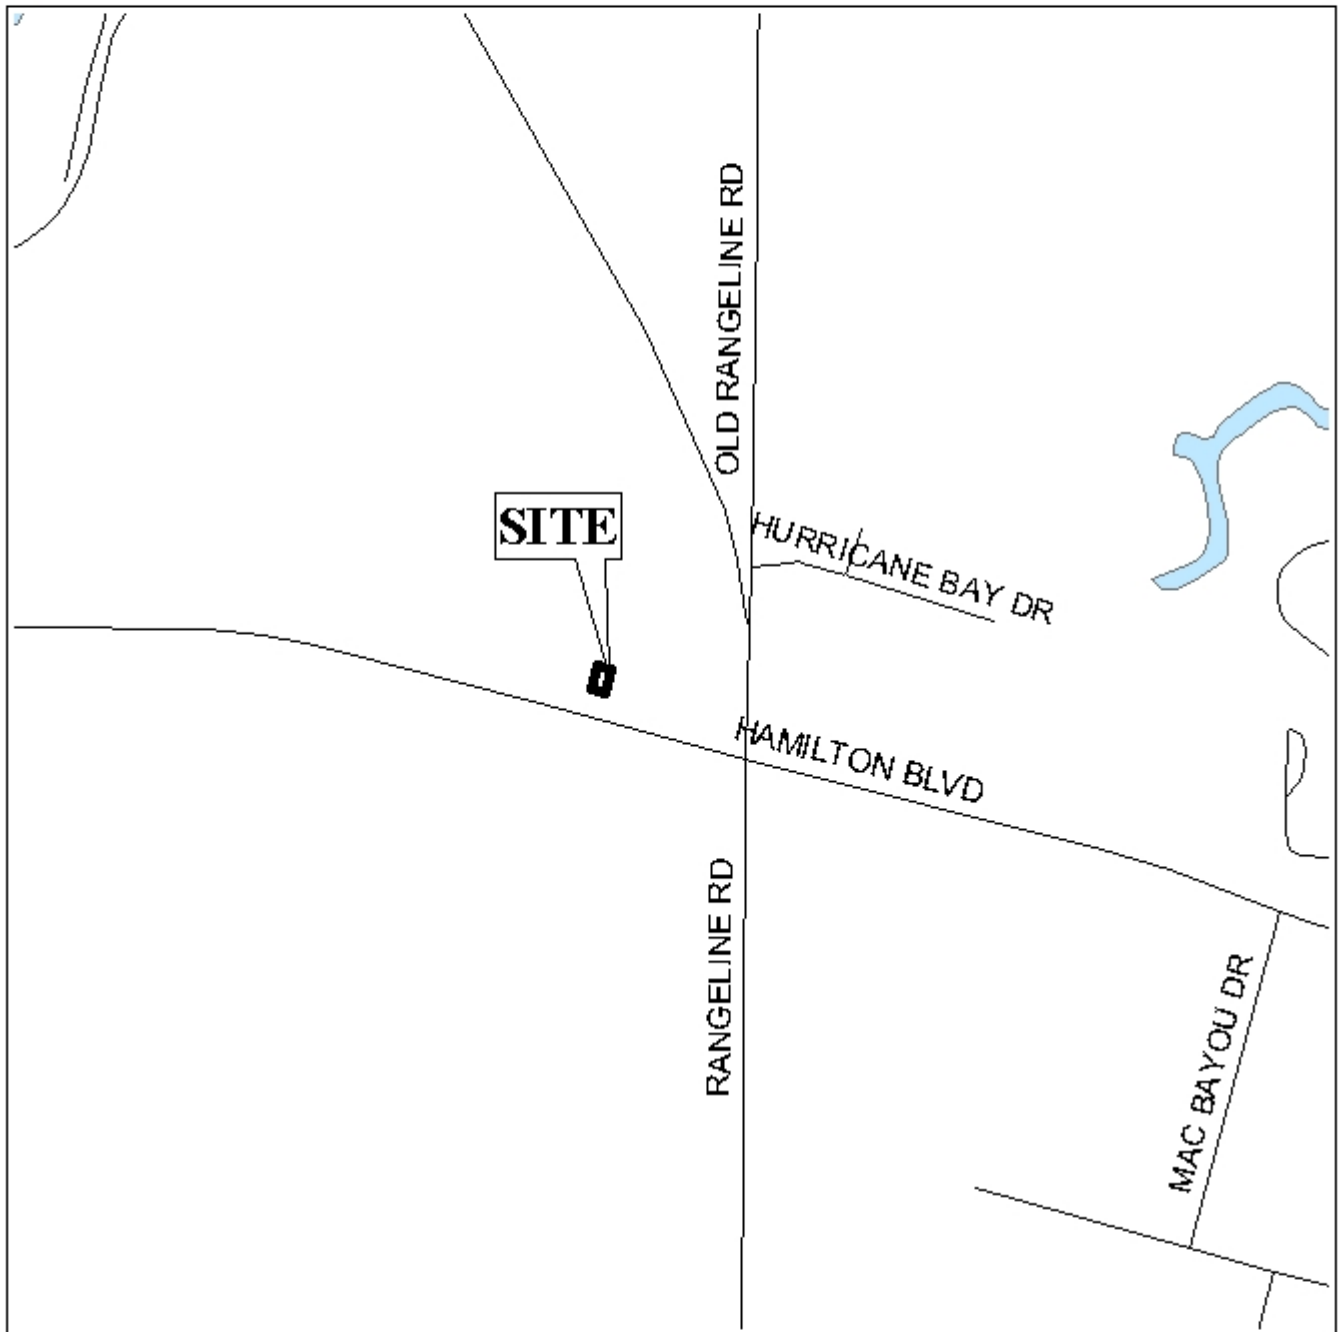 OLD RANGELINE RD
SITE
HURRICANE BAY DR
HAMILTON BLVD
RANGELINE RD
MAC BAYOU DR